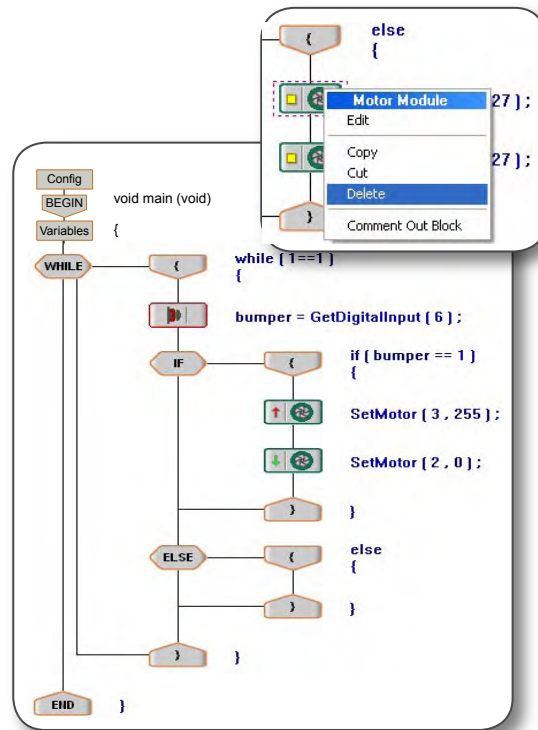 else
{
{
27 ) ;
Motor Module
Edit
Copy
Cut
Delete
Comment Out Block
27 ) ;
}
Config
BEGIN
void main (void)
Variables
{
WHILE
{
while ( 1==1 )
{
bumper = GetDigitalInput ( 6 ) ;
IF
{
if ( bumper == 1 )
{
SetMotor ( 3 , 255 ) ;
SetMotor ( 2 , 0 ) ;
}
}
ELSE
{
else
{
}
}
}
}
END
}